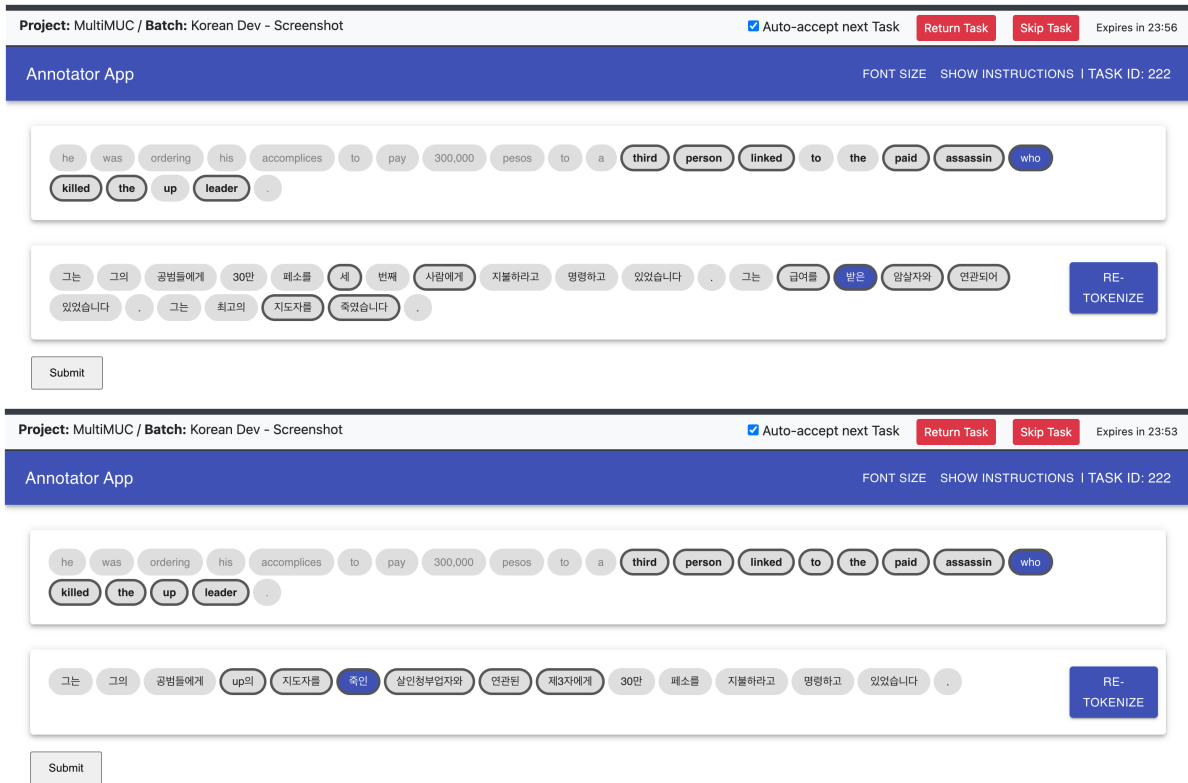 Project: MultiMUC / Batch: Korean Dev - Screenshot Auto-accept next Task Return Task Skip Task Expires in 23:56
Annotator App FONT SIZE SHOW INSTRUCTIONS | TASK ID: 222
he was ordering his accomplices to pay 300,000 pesos to a third person linked to the paid assassin who
killed the up leader .
그는 그의 공범들에게 30만 페소를 세 번째 사람에게 지불하라고 명령하고 있었습니다 . 그는 급여를 받은 암살자와 연관되어
있었습니다 . 그는 최고의 지도자를 죽였습니다 .
RE-
TOKENIZE
Submit
Project: MultiMUC / Batch: Korean Dev - Screenshot Auto-accept next Task Return Task Skip Task Expires in 23:53
Annotator App FONT SIZE SHOW INSTRUCTIONS | TASK ID: 222
he was ordering his accomplices to pay 300,000 pesos to a third person linked to the paid assassin who
killed the up leader .
그는 그의 공범들에게 up의 지도자를 죽인 살인청부업자와 연관된 제3자에게 30만 페소를 지불하라고 명령하고 있었습니다 .
RE-
TOKENIZE
Submit